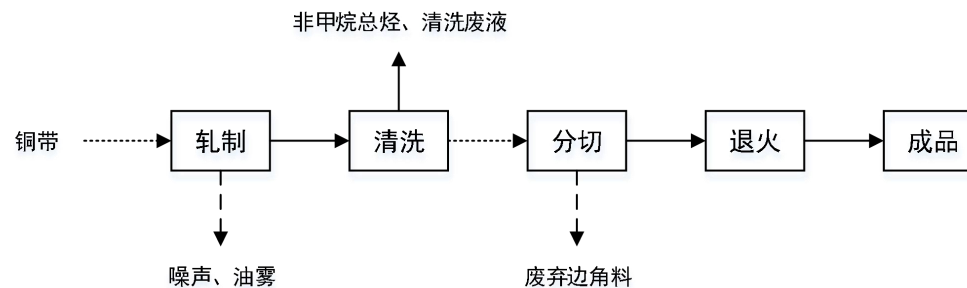 非甲烷总烃、清洗废液
铜带
轧制
清洗
分切
退火
成品
噪声、油雾
废弃边角料